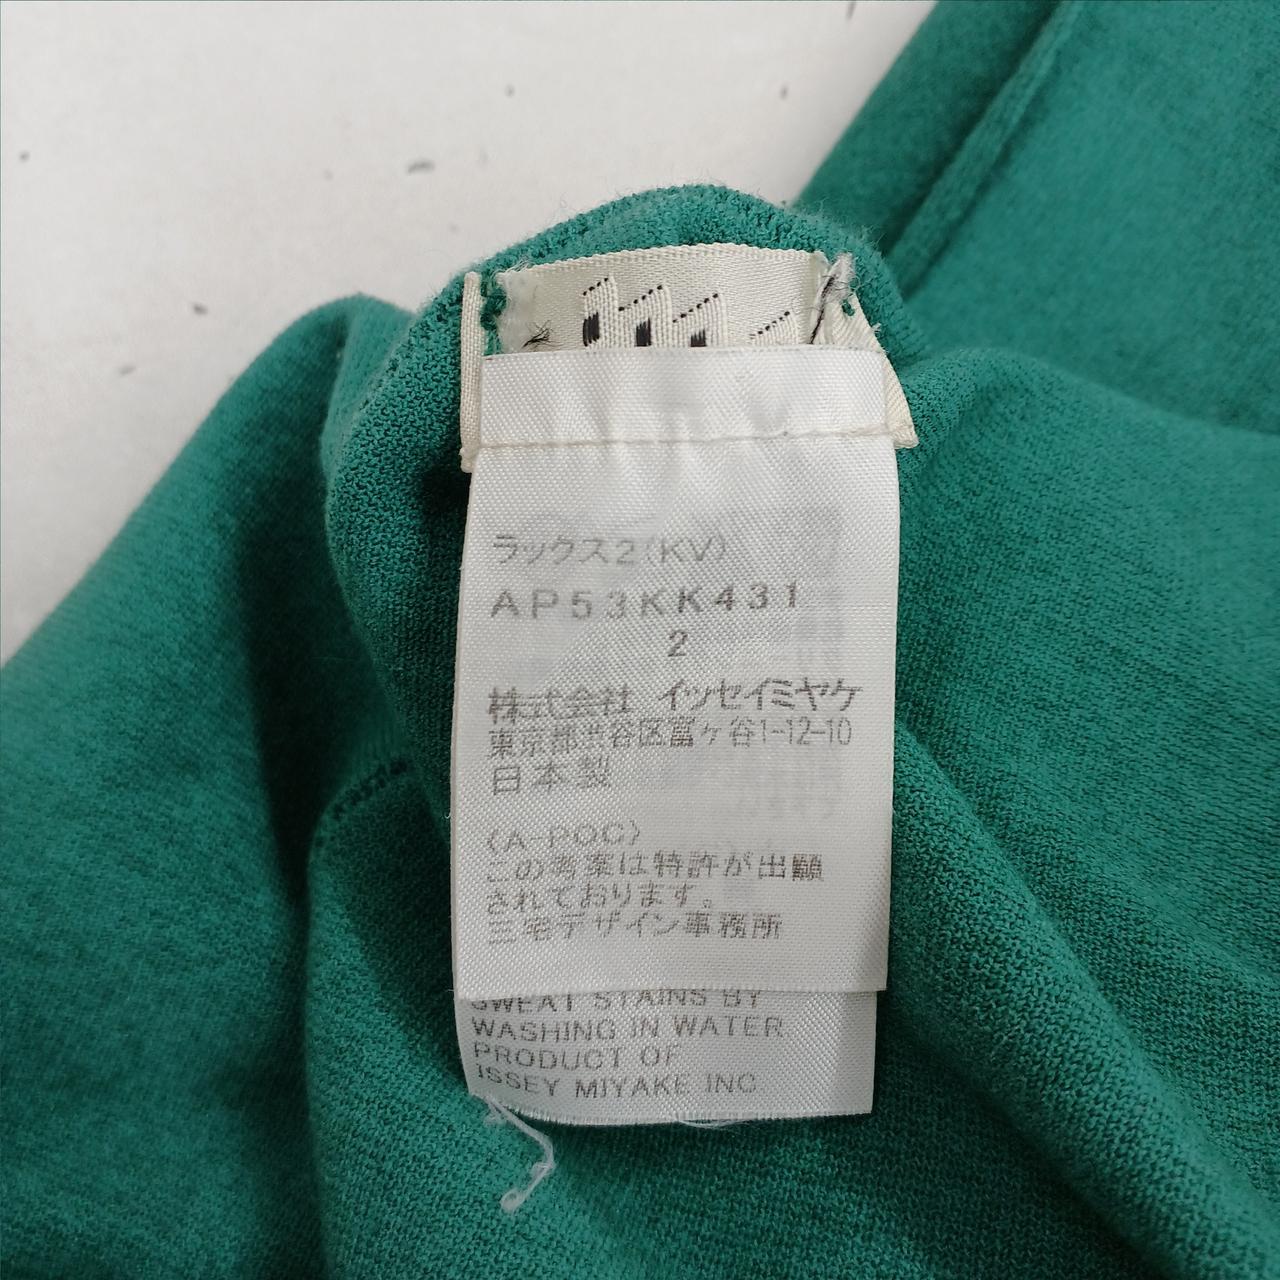 ラックス2(KV)
AP53KK431
2
株式会社 イッセイミヤケ
東京都渋谷区富ヶ谷1-12-10
日本製
〈A-POC〉
この考案は特許が出願
されております。
三宅デザイン事務所
SWEAT STAINS BY
WASHING IN WATER
PRODUCT OF
ISSEY MIYAKE INC